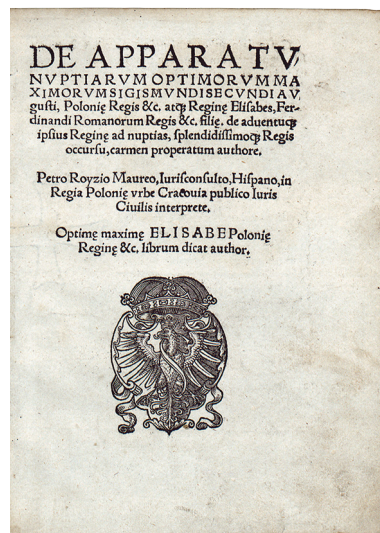 DE APPARATV
NVPTIARVM OPTIMORVM MA
XIMORVM SIGISMVNDI SECVNDI AV,
gusti, Polonię Regis &c. atq; Reginę Elisabes, Fer-
dinandi Romanorum Regis &c. filię. de aduentuq;
ipsius Reginę ad nuptias, splendidissimoq; Regis
occursu, carmen properatum authore.
Petro Royzio Maureo, Iurisconsulto, Hispano, in
Regia Polonię vrbe Cracouia publico Iuris
Ciuilis interprete.
Optimę maximę ELISABE Polonię
Reginę &c. librum dicat author.